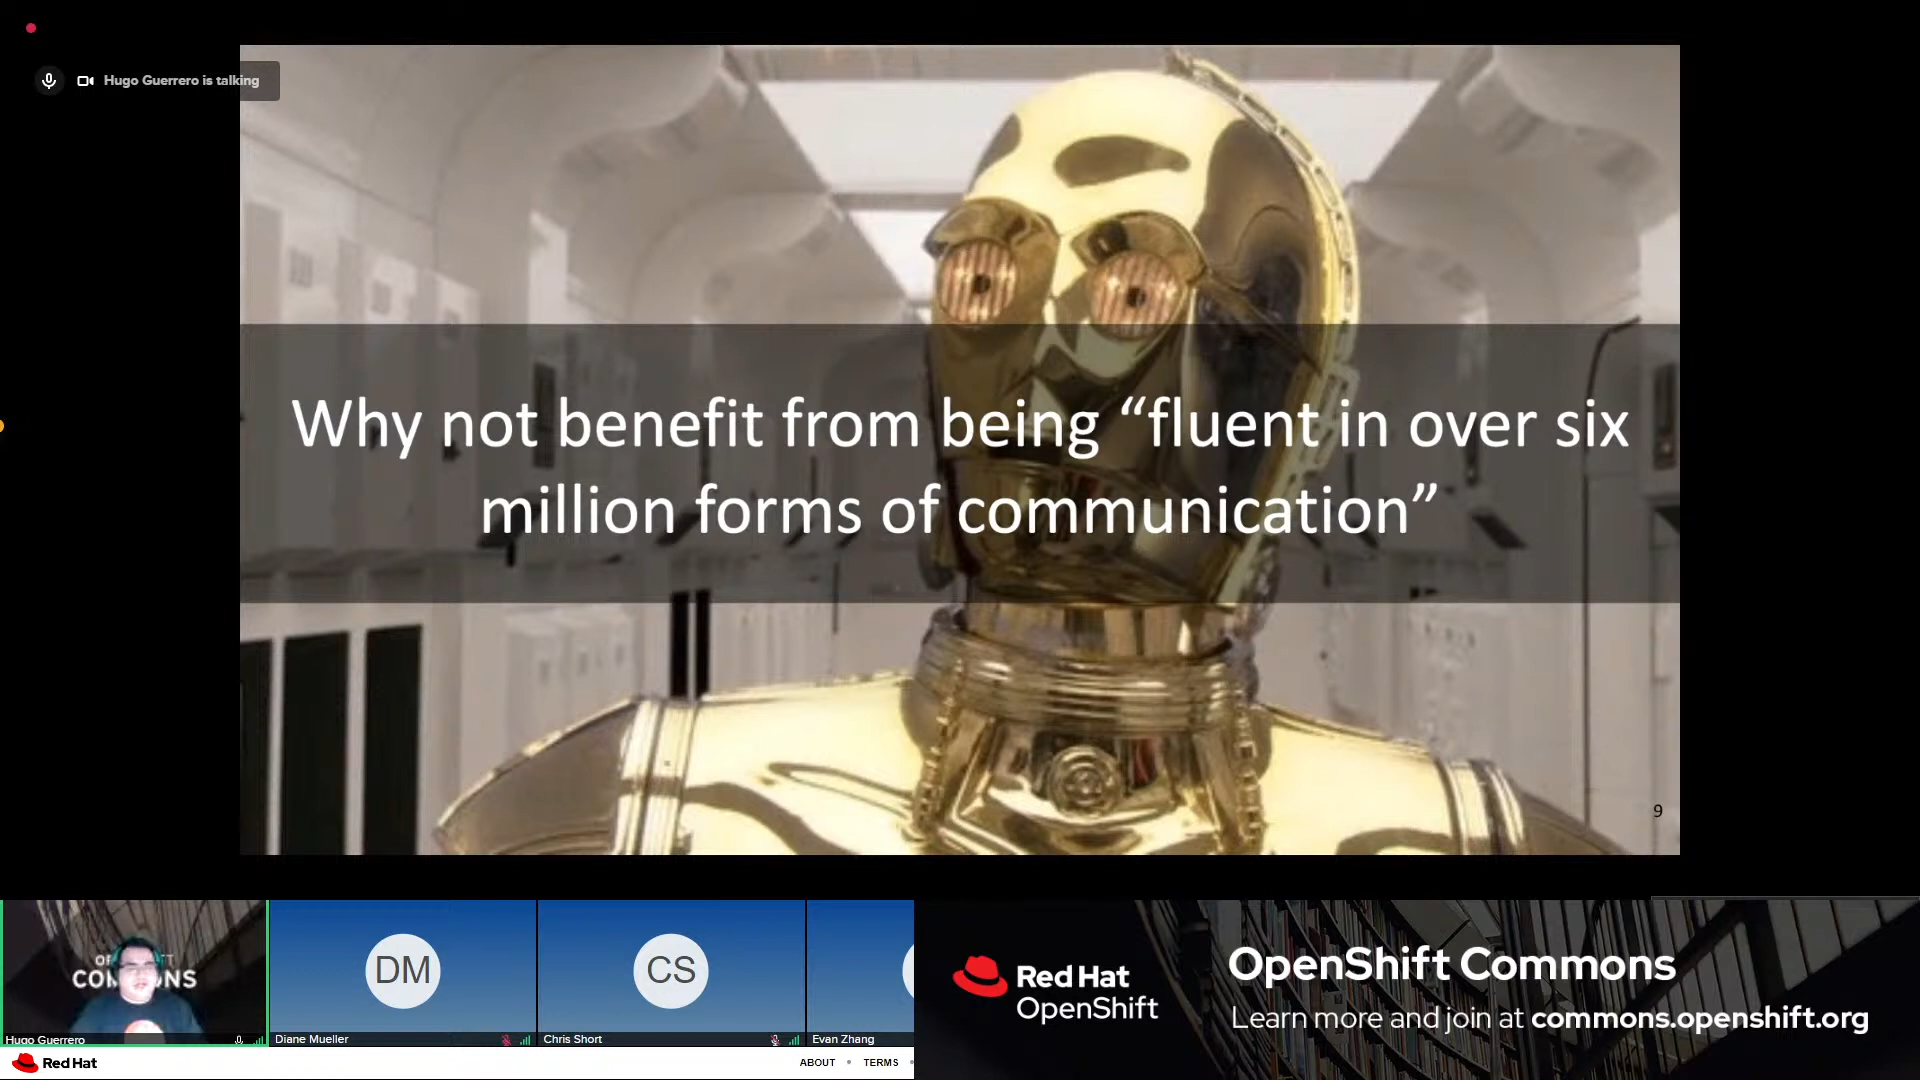 Hugo Guerrero is talking
Why not benefit from being “fluent in over six
million forms of communication”
9
COMMONS
Hugo Guerrero
DM
Diane Mueller
CS
Chris Short
Evan Zhang
Red Hat
OpenShift
OpenShift Commons
Learn more and join at commons.openshift.org
Red Hat
ABOUT • TERMS •